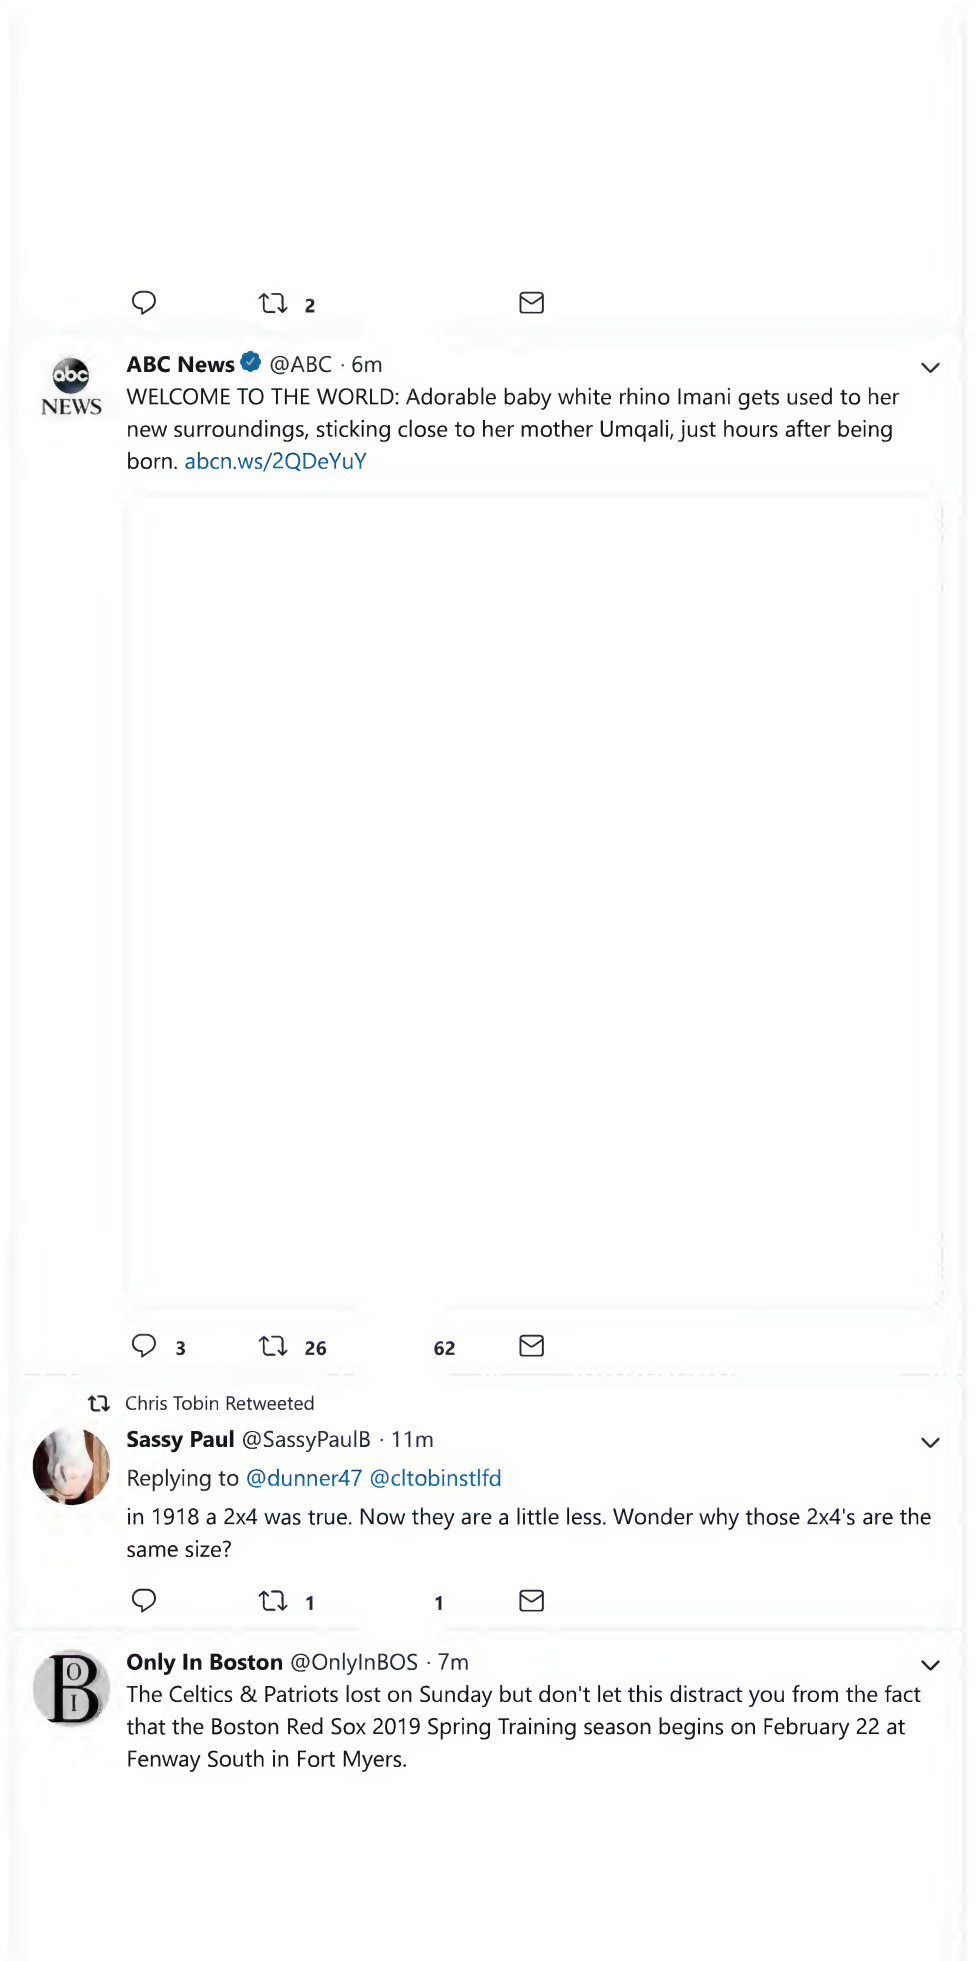 2
ABC News @ABC · 6m
WELCOME TO THE WORLD: Adorable baby white rhino Imani gets used to her
new surroundings, sticking close to her mother Umqali, just hours after being
born. abcn.ws/2QDeYuY
abc
NEWS
3 26 62
Chris Tobin Retweeted
Sassy Paul @SassyPaulB · 11m
Replying to @dunner47 @cltobinstlfd
in 1918 a 2x4 was true. Now they are a little less. Wonder why those 2x4's are the
same size?
1 1
Only In Boston @OnlyInBOS · 7m
The Celtics & Patriots lost on Sunday but don't let this distract you from the fact
that the Boston Red Sox 2019 Spring Training season begins on February 22 at
Fenway South in Fort Myers.
B
O
I